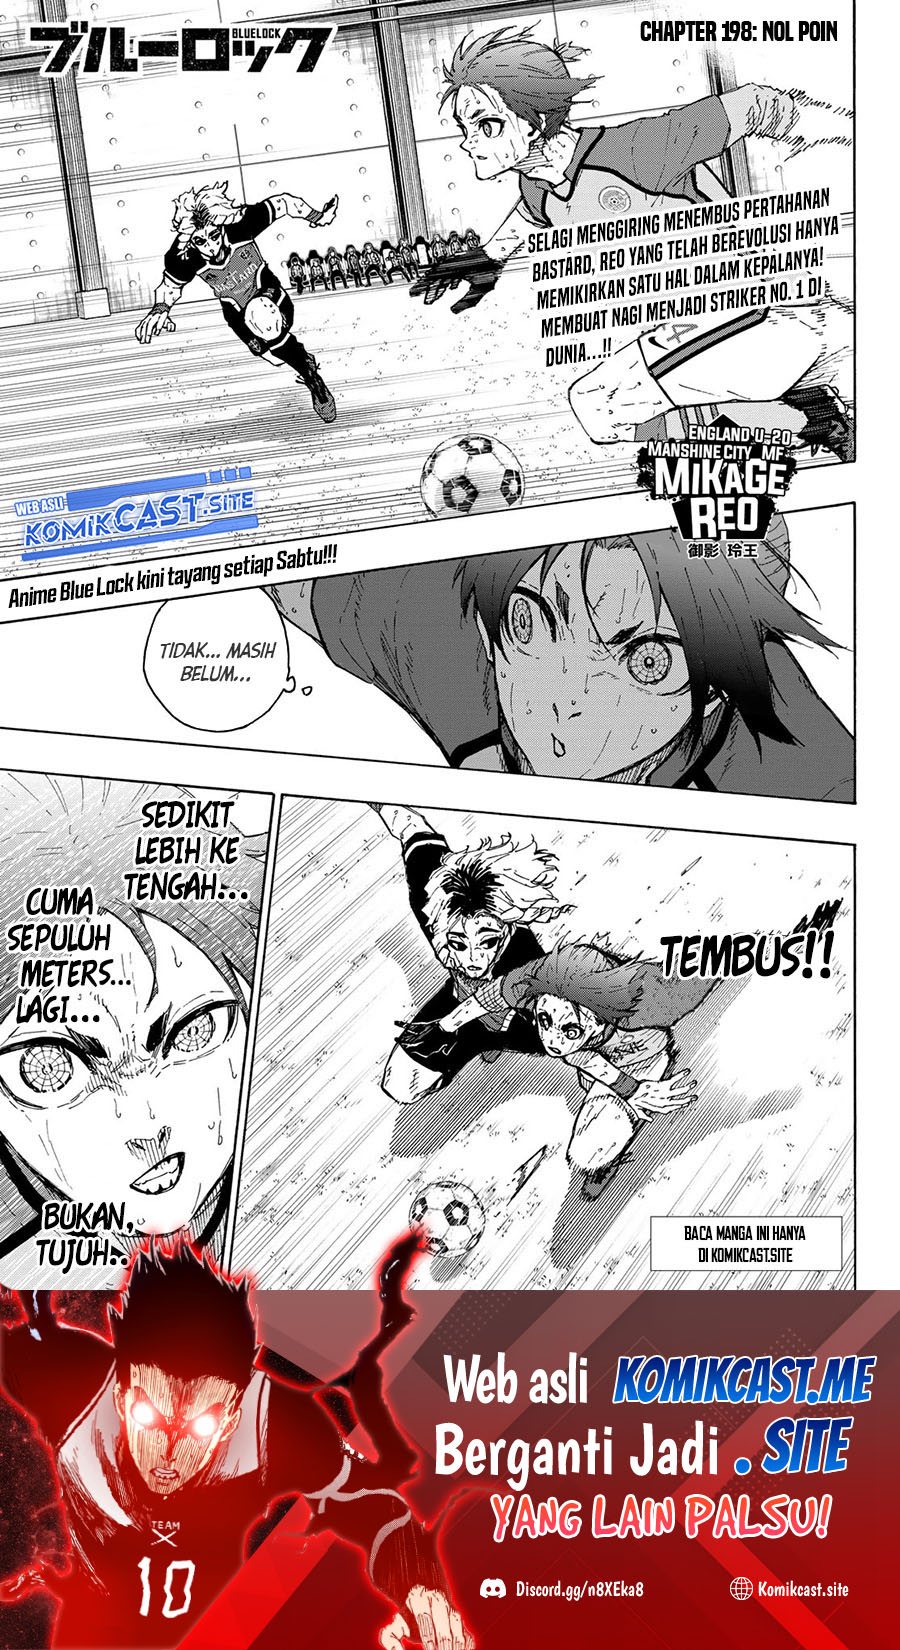 ブルーロック
BLUELOCK
CHAPTER 198: NOL POIN
BASTARD
SELAGI MENGGIRING MENEMBUS PERTAHANAN
BASTARD, REO YANG TELAH BEREVOLUSI HANYA
MEMIKIRKAN SATU HAL DALAM KEPALANYA!
MEMBUAT NAGI MENJADI STRIKER NO. 1 DI
DUNIA...!!
ENGLAND U-20
MANSHINE CITY MF
MIKAGE
REO
御影 玲王
WEB ASLI
KOMIKCAST.SITE
Anime Blue Lock kini tayang setiap Sabtu!!!
TIDAK... MASIH
BELUM...
SEDIKIT
LEBIH KE
TENGAH...
CUMA
SEPULUH
METERS...
LAGI...
TEMBUS!!
BUKAN,
TUJUH..
BACA MANGA INI HANYA
DI KOMIKCAST.SITE
TEAM
X
10
Web asli KOMIKCAST.ME
Berganti Jadi .SITE
YANG LAIN PALSU!
Discord.gg/n8XEka8
Komikcast.site